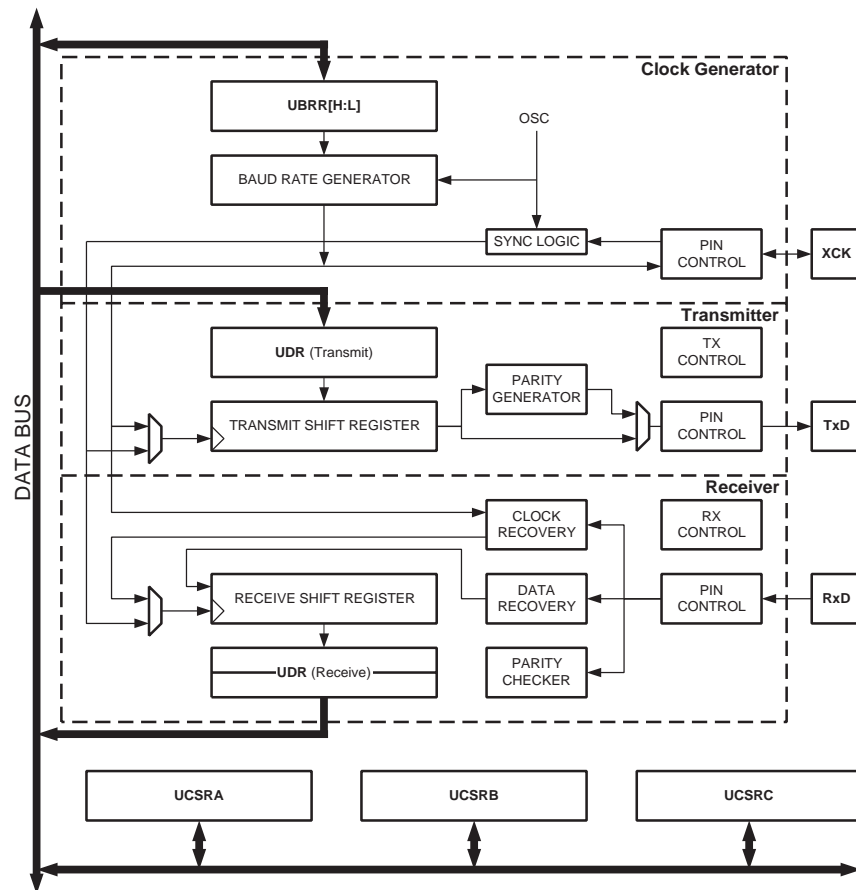 Clock Generator
UBRR[H:L]
OSC
BAUD RATE GENERATOR
SYNC LOGIC
PIN
CONTROL
XCK
Transmitter
UDR (Transmit)
TX
CONTROL
PARITY
GENERATOR
TRANSMIT SHIFT REGISTER
PIN
CONTROL
TxD
DATA BUS
Receiver
CLOCK
RECOVERY
RX
CONTROL
RECEIVE SHIFT REGISTER
DATA
RECOVERY
PIN
CONTROL
RxD
UDR (Receive)
PARITY
CHECKER
UCSRA
UCSRB
UCSRC